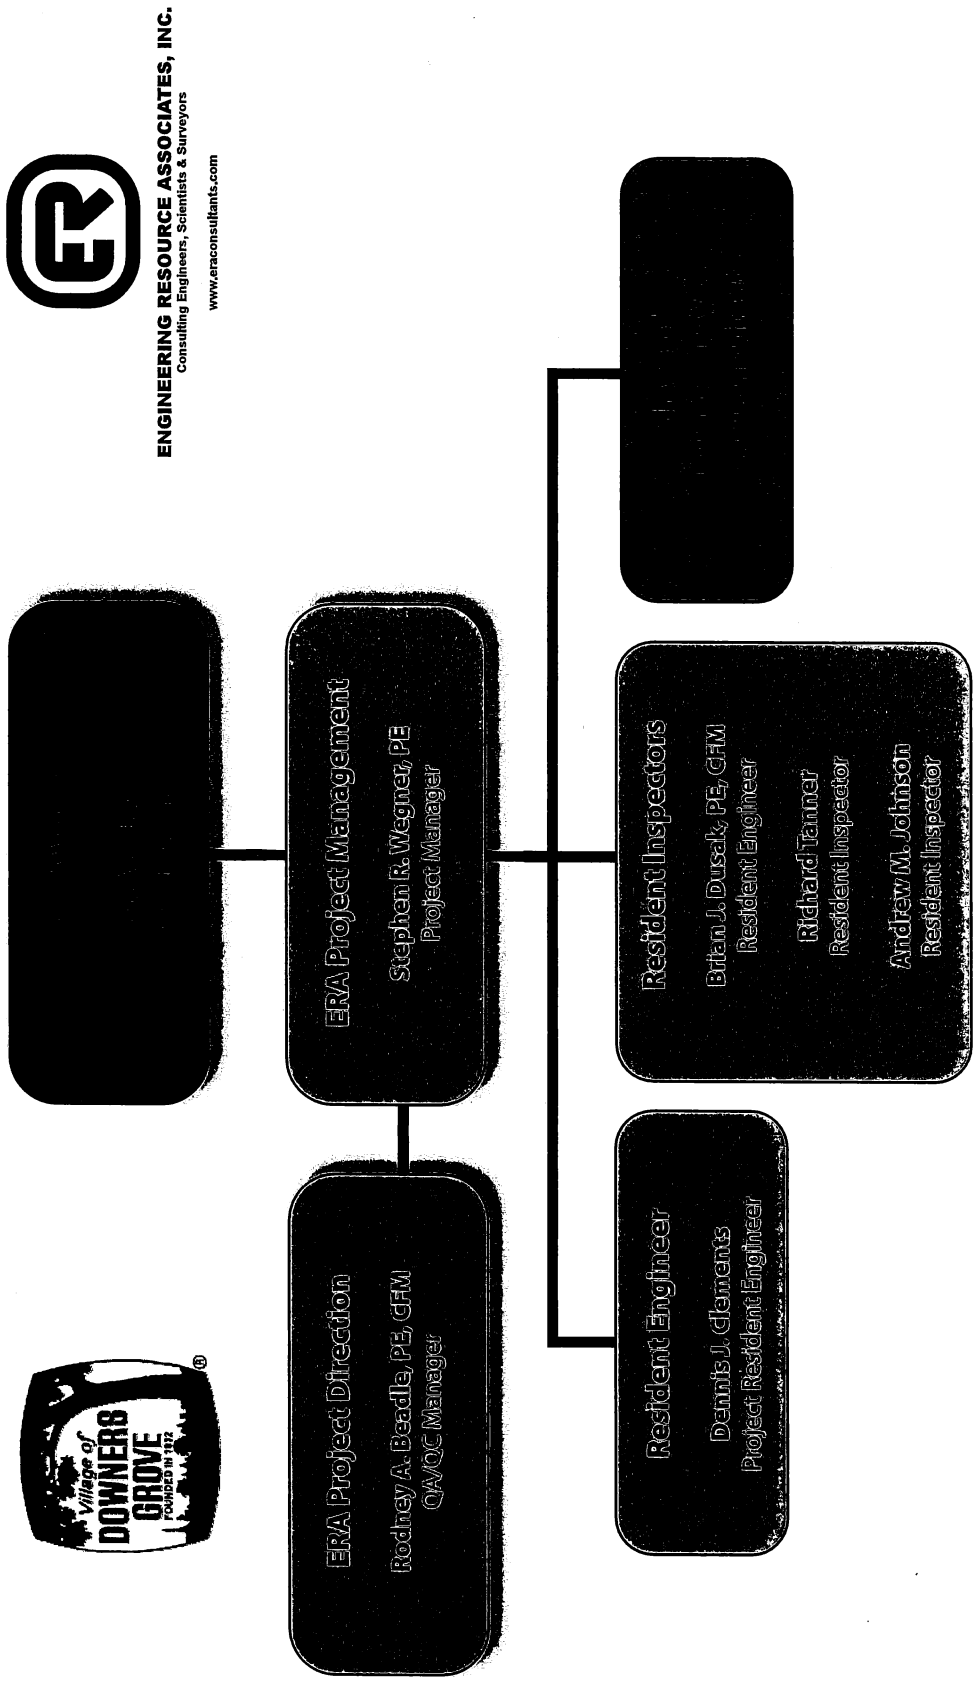 Village of
DOWNERS
GROVE
FOUNDED IN 1832
®
ER
ENGINEERING RESOURCE ASSOCIATES, INC.
Consulting Engineers, Scientists & Surveyors
www.eraconsultants.com
ERA Project Direction
Rodney A. Beadle, PE, CFM
QA/QC Manager
ERA Project Management
Stephen R. Wegner, PE
Project Manager
Resident Engineer
Dennis J. Clements
Project Resident Engineer
Resident Inspectors
Brian J. Dusak, PE, CFM
Resident Engineer
Richard Tanner
Resident Inspector
Andrew M. Johnson
Resident Inspector